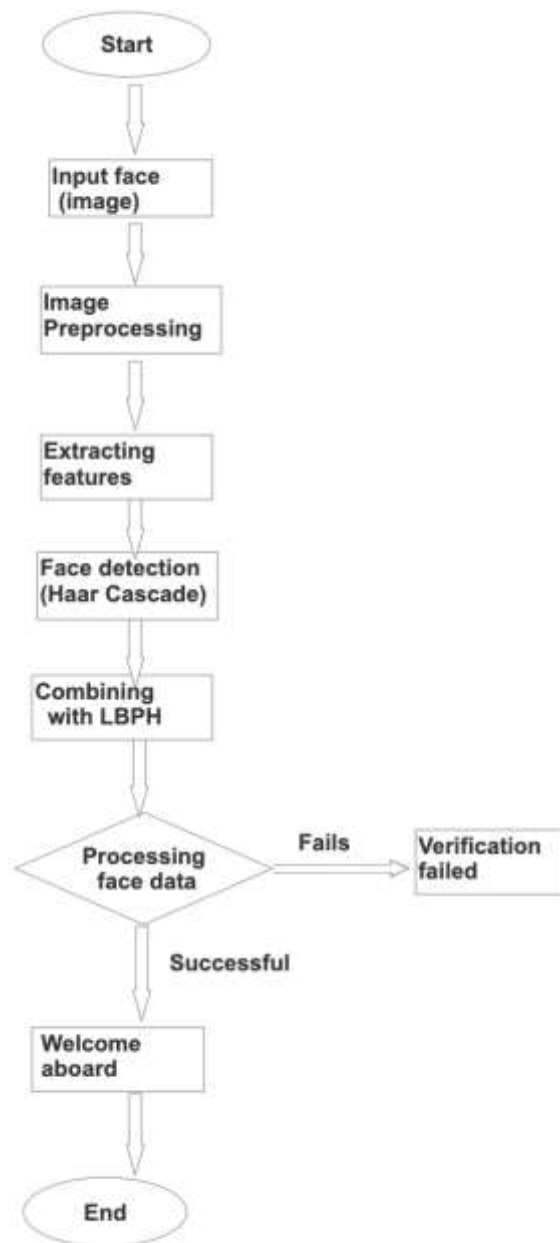 Start
Input face
(image)
Image
Preprocessing
Extracting
features
Face detection
(Haar Cascade)
Combining
with LBPH
Processing
face data
Fails
Verification
failed
Successful
Welcome
aboard
End